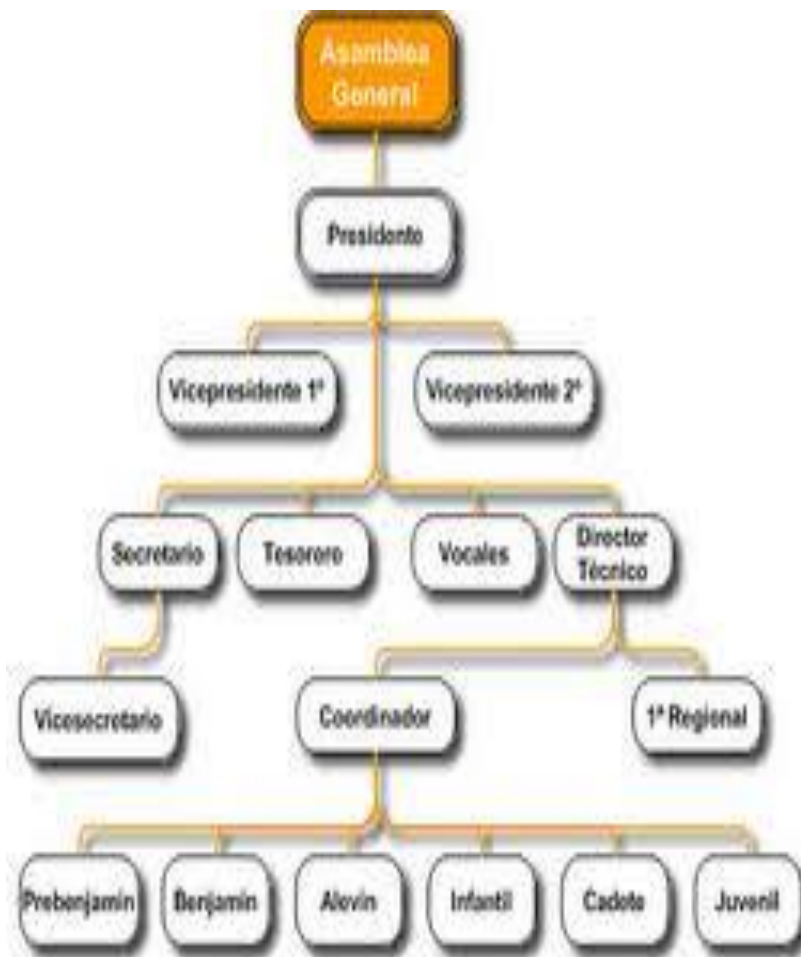 Asamblea
General
Presidente
Vicepresidente 1º
Vicepresidente 2º
Secretario
Tesorero
Vocales
Director
Técnico
Vicesecretario
Coordinador
1ª Regional
Prebenjamín
Benjamín
Alevín
Infantil
Cadete
Juvenil